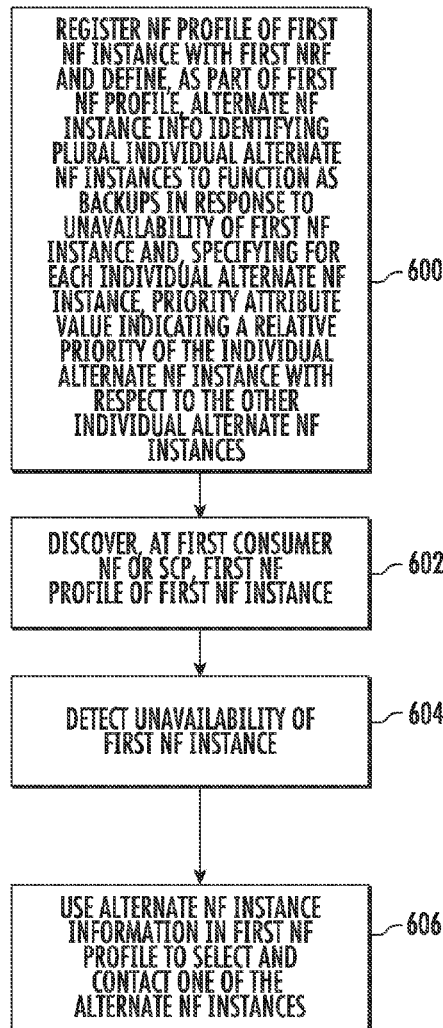 REGISTER NF PROFILE OF FIRST
NF INSTANCE WITH FIRST NRF
AND DEFINE, AS PART OF FIRST
NF PROFILE, ALTERNATE NF
INSTANCE INFO IDENTIFYING
PLURAL INDIVIDUAL ALTERNATE
NF INSTANCES TO FUNCTION AS
BACKUPS IN RESPONSE TO
UNAVAILABILITY OF FIRST NF
INSTANCE AND, SPECIFYING FOR
EACH INDIVIDUAL ALTERNATE NF
INSTANCE, PRIORITY ATTRIBUTE
VALUE INDICATING A RELATIVE
PRIORITY OF THE INDIVIDUAL
ALTERNATE NF INSTANCE WITH
RESPECT TO THE OTHER
INDIVIDUAL ALTERNATE NF
INSTANCES
600
DISCOVER, AT FIRST CONSUMER
NF OR SCP, FIRST NF
PROFILE OF FIRST NF INSTANCE
602
DETECT UNAVAILABILITY OF
FIRST NF INSTANCE
604
USE ALTERNATE NF INSTANCE
INFORMATION IN FIRST NF
PROFILE TO SELECT AND
CONTACT ONE OF THE
ALTERNATE NF INSTANCES
606